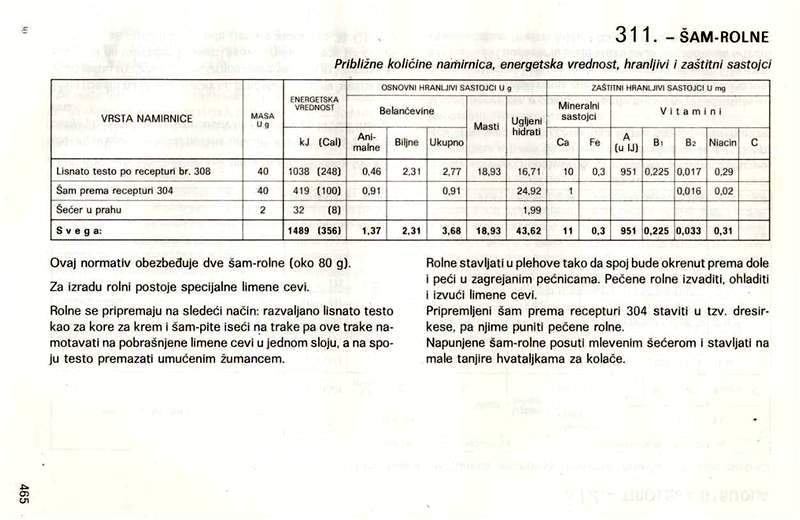 311. – ŠAM-ROLNE
Približne količine namirnica, energetska vrednost, hranljivi i zaštitni sastojci
VRSTA NAMIRNICE MASA U g ENERGETSKA VREDNOST kJ (Cal) OSNOVNI HRANLJIVI SASTOJCI U g Belančevine Ani-malne Biljne Ukupno Masti Ugljeni hidrati ZAŠTITNI HRANLJIVI SASTOJCI U mg Mineralni sastojci Ca Fe Vitamini A (u IJ) B1 B2 Niacin C
Lisnato testo po recepturi br. 308 40 1038 (248) 0,46 2,31 2,77 18,93 16,71 10 0,3 951 0,225 0,017 0,29
Šam prema recepturi 304 40 419 (100) 0,91 0,91 24,92 1 0,016 0,02
Šećer u prahu 2 32 (8) 1,99
Svega: 1489 (356) 1,37 2,31 3,68 18,93 43,62 11 0,3 951 0,225 0,033 0,31
Ovaj normativ obezbeđuje dve šam-rolne (oko 80 g).
Za izradu rolni postoje specijalne limene cevi.
Rolne se pripremaju na sledeći način: razvaljano lisnato testo
kao za kore za krem i šam-pite iseći na trake pa ove trake na-
motavati na pobrašnjene limene cevi u jednom sloju, a na spo-
ju testo premazati umućenim žumancem.
Rolne stavljati u plehove tako da spoj bude okrenut prema dole
i peći u zagrejanim pećnicama. Pečene rolne izvaditi, ohladiti
i izvući limene cevi.
Pripremljeni šam prema recepturi 304 staviti u tzv. dresir-
kese, pa njime puniti pečene rolne.
Napunjene šam-rolne posuti mlevenim šećerom i stavljati na
male tanjire hvataljkama za kolače.
465